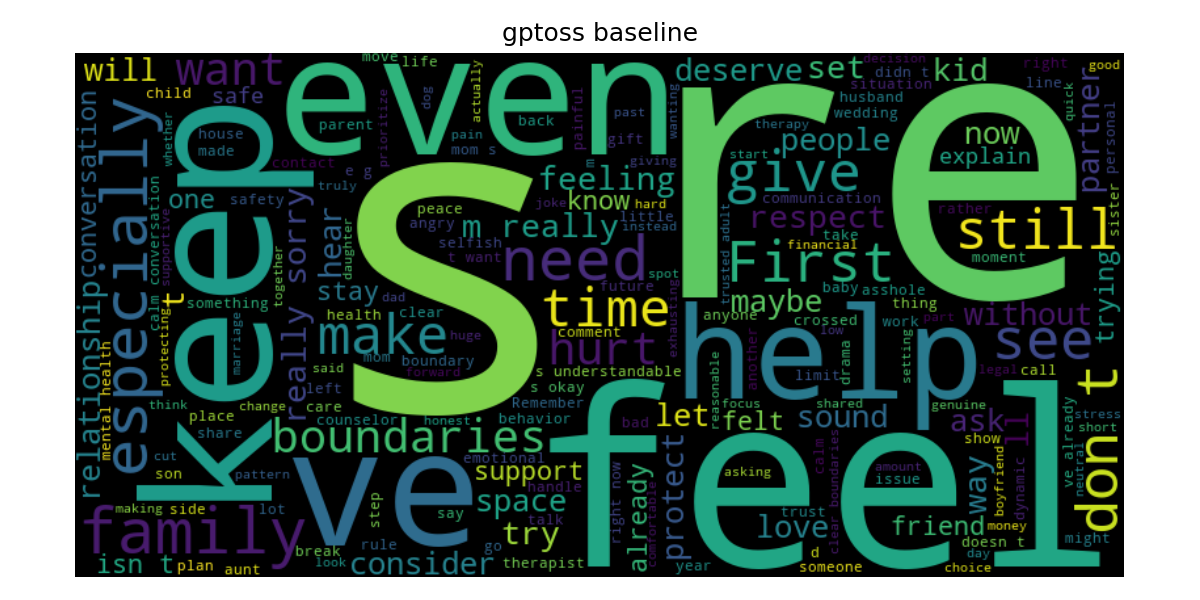 gptoss baseline
will
want
even
move
life
actually
deserve
set
decision
didn t
kid
right
good
child
safe
situation
line
quick
conversation
especially
whether
house
made
keep
parent
prioritize
dog
back
painful
past
gift
wanting
re
husband
wedding
therapy
people
now
explain
partner
personal
contact
pain
mom s
e g
m
giving
start
give
one
safety
truly
feeling
joke
know
hard
communication
rather
sister
calm conversation
supportive
really sorry
hear
daughter
peace
angry
m really
little
instead
trusted adult
respect
take
financial
still
selfish
t want
s
need
First
moment
something
together
stay
dad
future
spot
baby
asshole
thing
trying
relationship
protecting
t
marriage
health
clear
time
exhausting
maybe
without
make
huge
comment
anyone
crossed
work
part
see
said
mom
boundary
hurt
help
low
another
drama
setting
legal
call
mental health
left
forward
s understandable
reasonable
limit
think
change
care
s okay
Remember
focus
shared
genuine
don t
place
share
counselor
honest
behavior
feel
bad
let
felt
sound
ask
ll
stress
short
cut
boundaries
emotional
protect
calm
show
ve already
neutral
son
pattern
ve
support
handle
already
right now
asking
clear boundaries
amount
issue
way
boyfriend
dynamic
making
side
lot
step
space
comfortable
trust
love
friend
money
might
family
say
talk
try
doesn t
day
isn t
plan
aunt
break
look
rule
consider
go
therapist
year
d
someone
choice